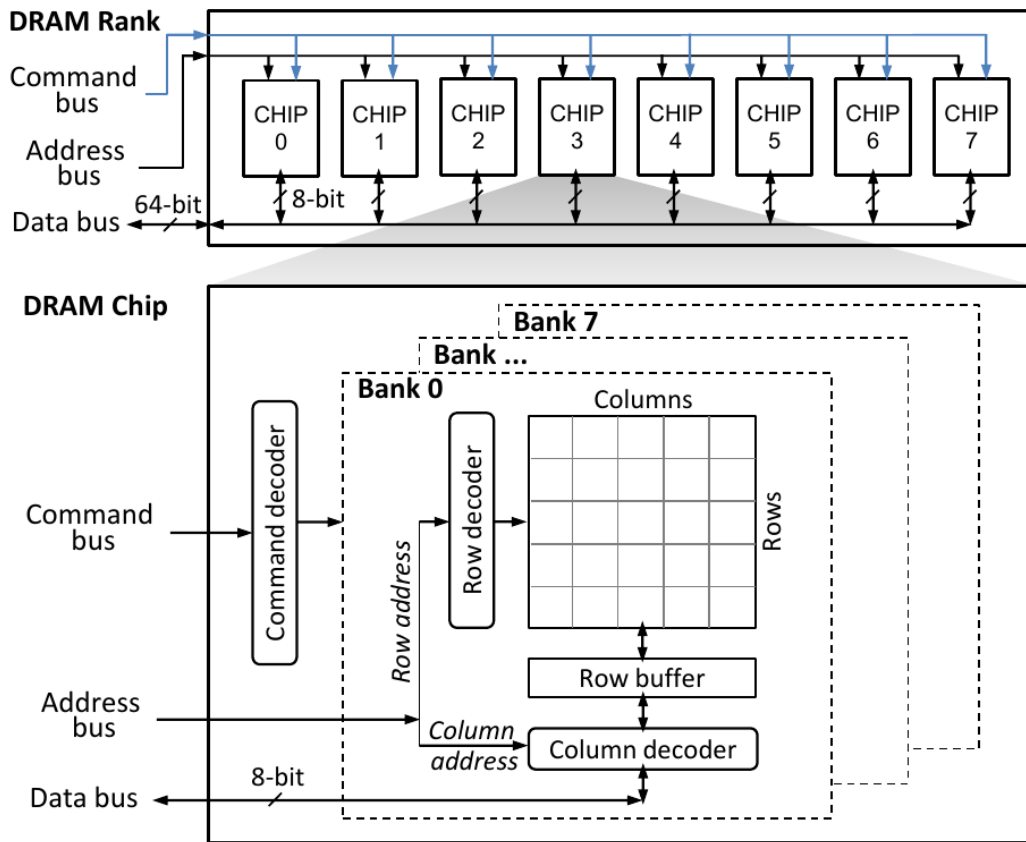 DRAM Rank
Command
bus
Address
bus
64-bit
Data bus
CHIP
0
CHIP
1
CHIP
2
CHIP
3
CHIP
4
CHIP
5
CHIP
6
CHIP
7
8-bit
DRAM Chip
Bank 7
Bank ...
Bank 0
Columns
Rows
Command decoder
Row decoder
Command
bus
Row address
Row buffer
Address
bus
Column
address
Column decoder
8-bit
Data bus